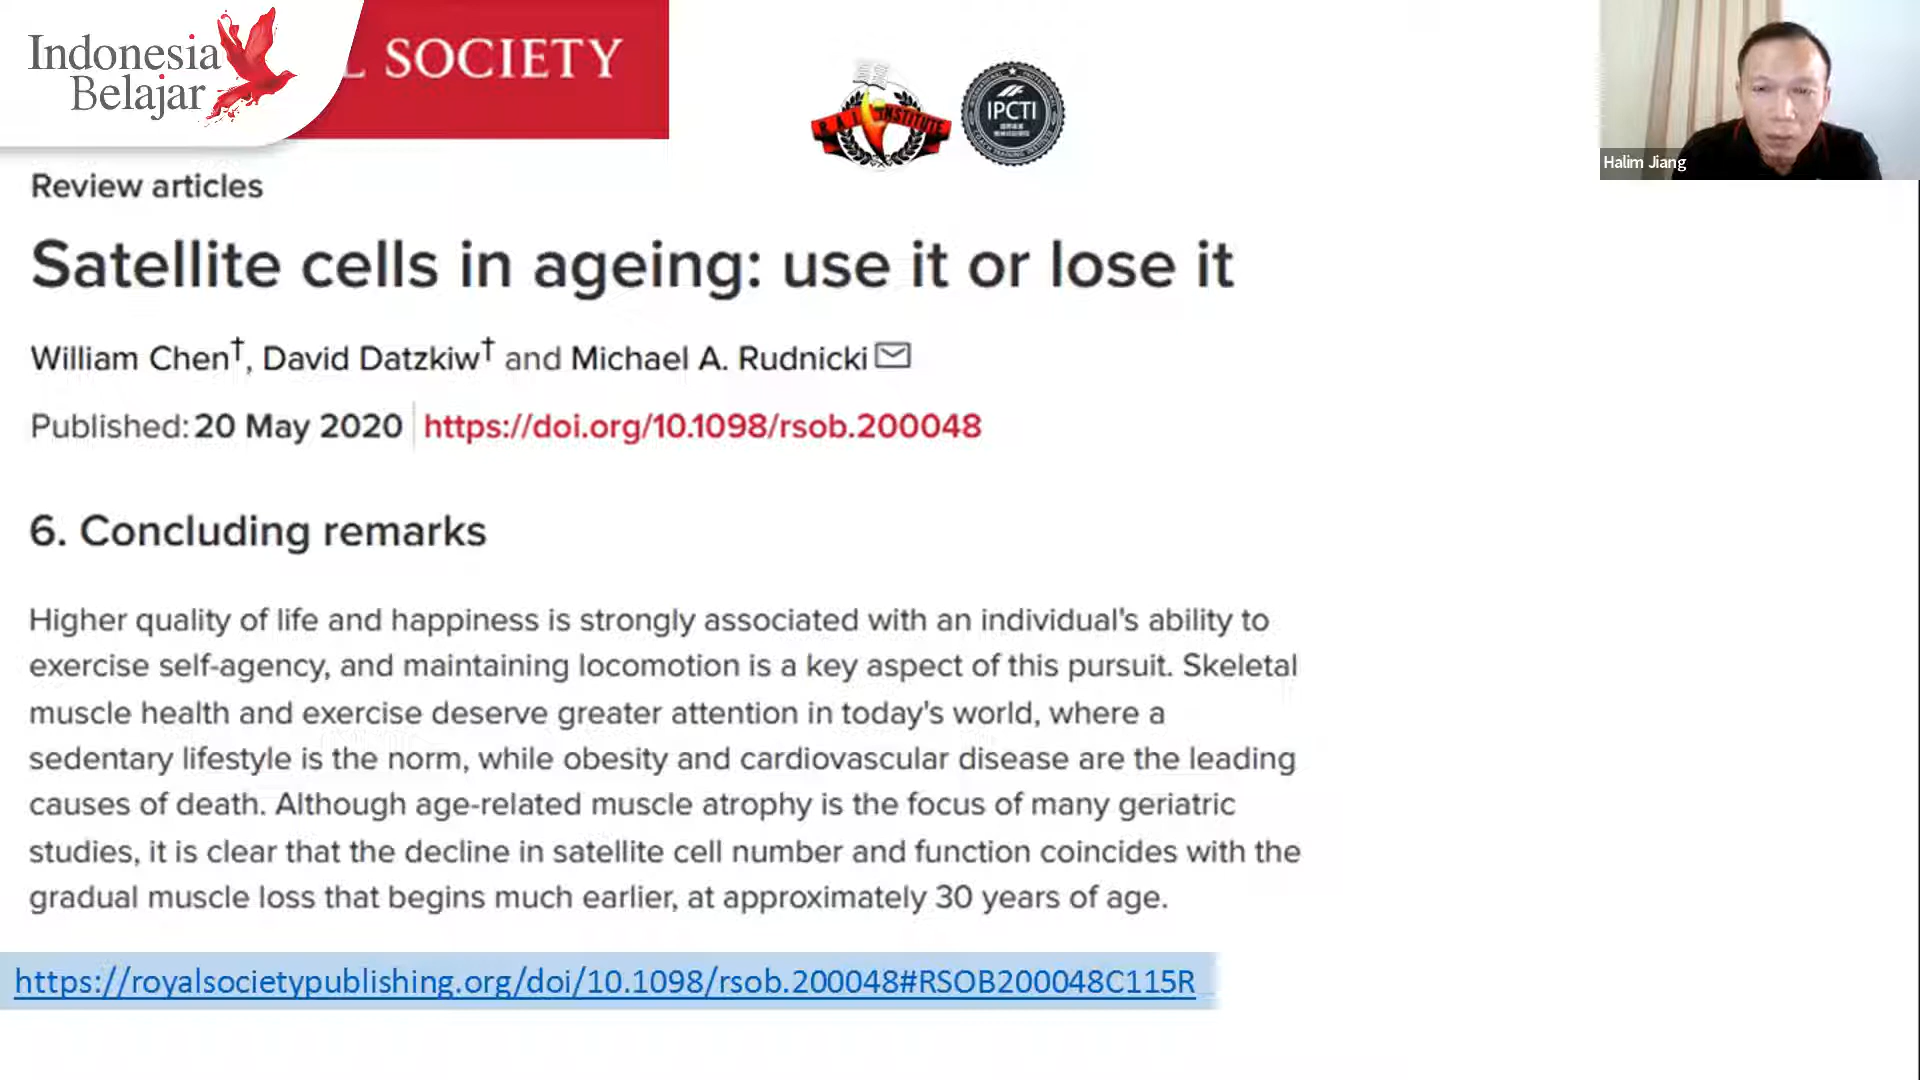 Indonesia
Belajar
L SOCIETY
RAI INSTITUTE
IPCTI
Halim Jiang
Review articles
Satellite cells in ageing: use it or lose it
William Chen†, David Datzkiw† and Michael A. Rudnicki
Published: 20 May 2020 https://doi.org/10.1098/rsob.200048
6. Concluding remarks
Higher quality of life and happiness is strongly associated with an individual's ability to
exercise self-agency, and maintaining locomotion is a key aspect of this pursuit. Skeletal
muscle health and exercise deserve greater attention in today's world, where a
sedentary lifestyle is the norm, while obesity and cardiovascular disease are the leading
causes of death. Although age-related muscle atrophy is the focus of many geriatric
studies, it is clear that the decline in satellite cell number and function coincides with the
gradual muscle loss that begins much earlier, at approximately 30 years of age.
https://royalsocietypublishing.org/doi/10.1098/rsob.200048#RSOB200048C115R